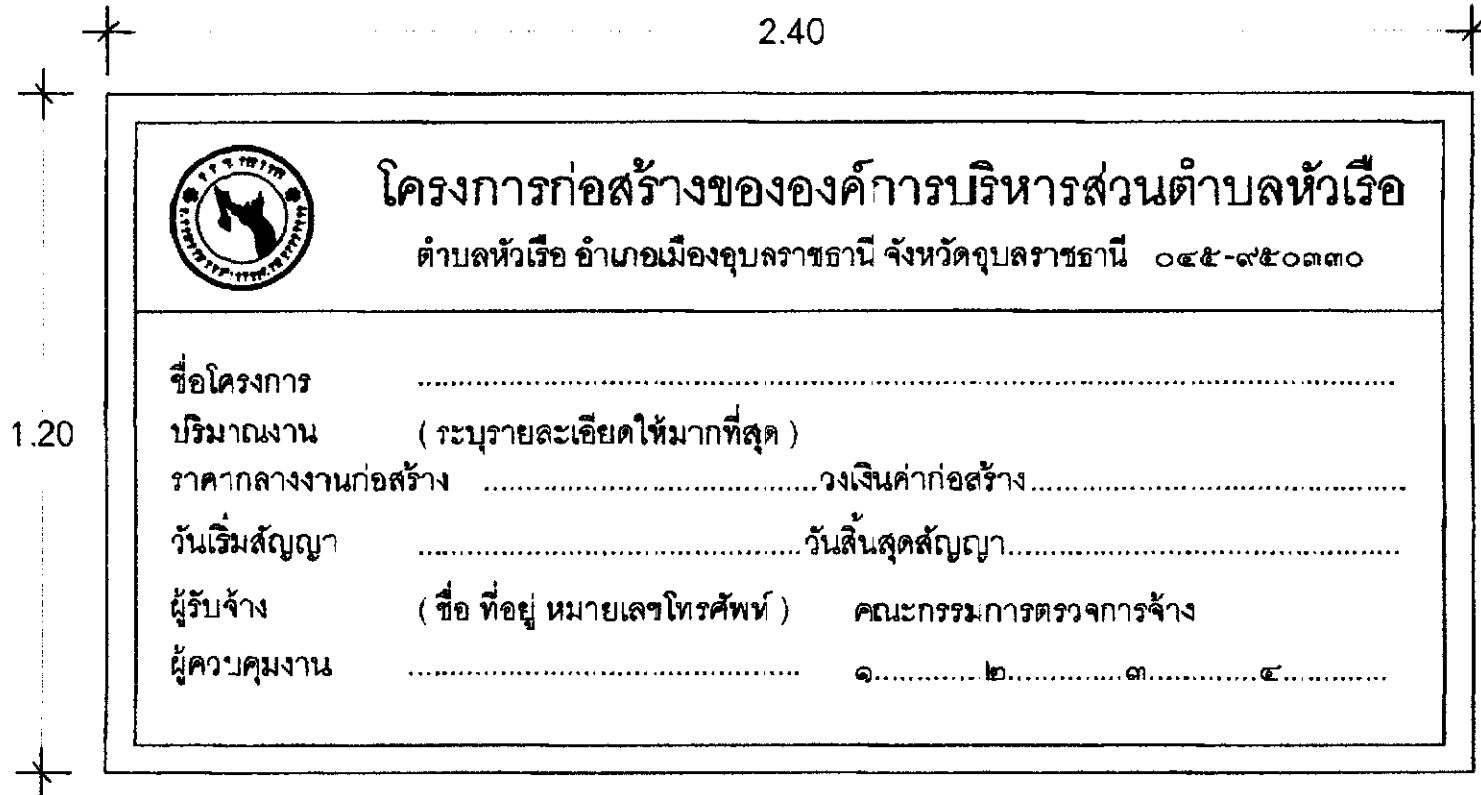 2.40
โครงการก่อสร้างขององค์การบริหารส่วนตำบลหัวเรือ
ตำบลหัวเรือ อำเภอเมืองอุบลราชธานี จังหวัดอุบลราชธานี ๐๔๕-๙๕๐๓๓๐
ชื่อโครงการ ........................................................................
1.20
ปริมาณงาน ( ระบุรายละเอียดให้มากที่สุด )
ราคากลางงานก่อสร้าง ....................................วงเงินค่าก่อสร้าง........................................
วันเริ่มสัญญา ..........................................วันสิ้นสุดสัญญา..........................................
ผู้รับจ้าง ( ชื่อ ที่อยู่ หมายเลขโทรศัพท์ ) คณะกรรมการตรวจการจ้าง
ผู้ควบคุมงาน .......................................... ๑............๒.............๓............๔............